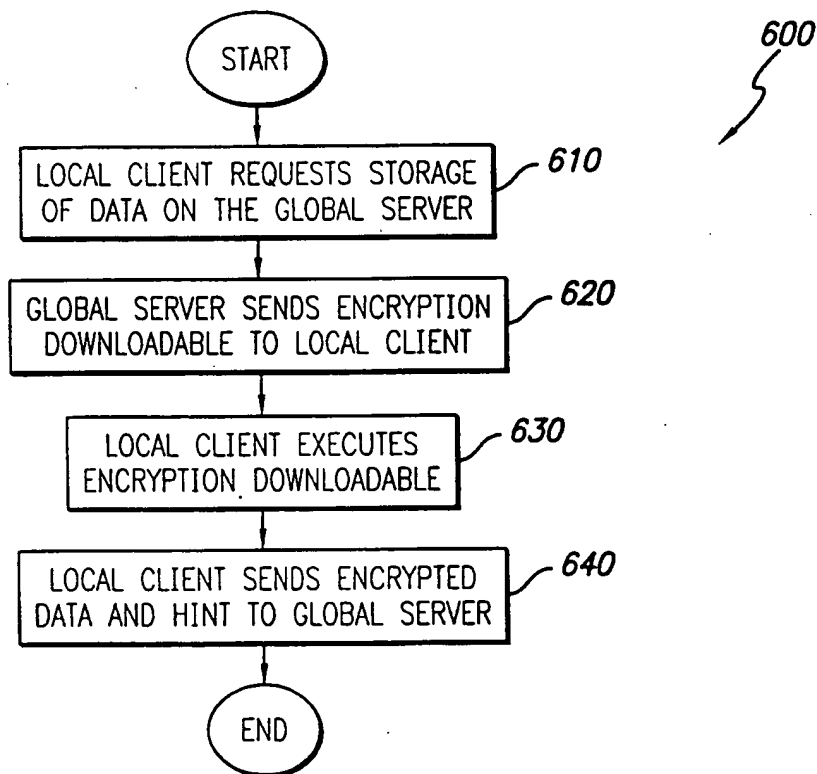 START
600
LOCAL CLIENT REQUESTS STORAGE
OF DATA ON THE GLOBAL SERVER
610
GLOBAL SERVER SENDS ENCRYPTION
DOWNLOADABLE TO LOCAL CLIENT
620
LOCAL CLIENT EXECUTES
ENCRYPTION DOWNLOADABLE
630
LOCAL CLIENT SENDS ENCRYPTED
DATA AND HINT TO GLOBAL SERVER
640
END